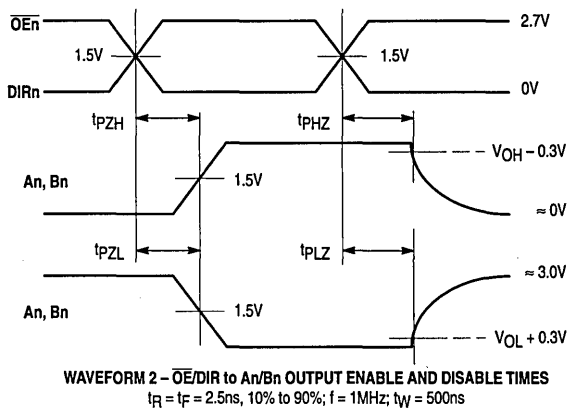 OEn
2.7V
1.5V
1.5V
DIRn
0V
tPZH
tPHZ
VOH – 0.3V
An, Bn
1.5V
≈ 0V
tPZL
tPLZ
≈ 3.0V
An, Bn
1.5V
VOL + 0.3V
WAVEFORM 2 – OE/DIR to An/Bn OUTPUT ENABLE AND DISABLE TIMES
tR = tF = 2.5ns, 10% to 90%; f = 1MHz; tW = 500ns